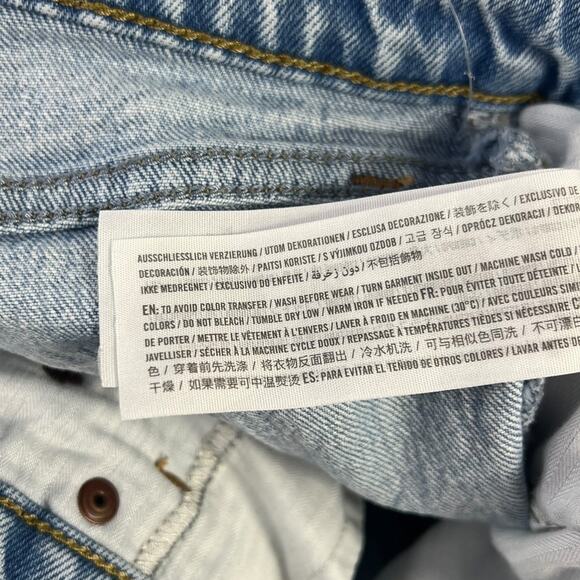 AUSSCHLIESSLICH VERZIERUNG / UTOM DEKORATIONEN / ESCLUSA DECORAZIONE / 装飾を除く / EXCLUSIVO DE
DECORACIÓN / 装饰物除外 / PAITSI KORISTE / S VÝJIMKOU OZDOB / 고급 장식 / OPRÓCZ DEKORACJI / DEKOR
IKKE MEDREGNET / EXCLUSIVO DO ENFEITE / دون زخرفة / 不包括飾物
EN: TO AVOID COLOR TRANSFER / WASH BEFORE WEAR / TURN GARMENT INSIDE OUT / MACHINE WASH COLD /
COLORS / DO NOT BLEACH / TUMBLE DRY LOW / WARM IRON IF NEEDED FR: POUR ÉVITER TOUTE DÉTEINTE /
DE PORTER / METTRE LE VÊTEMENT À L'ENVERS / LAVER À FROID EN MACHINE (30°C) / AVEC COULEURS SIM
JAVELLISER / SÉCHER À LA MACHINE CYCLE DOUX / REPASSAGE À TEMPÉRATURES TIÈDES SI NÉCESSAIRE
色 / 穿着前先洗涤 / 将衣物反面翻出 / 冷水机洗 / 可与相似色同洗 / 不可漂
干燥 / 如果需要可中温熨烫 ES: PARA EVITAR EL TEÑIDO DE OTROS COLORES / LAVAR ANTES DE